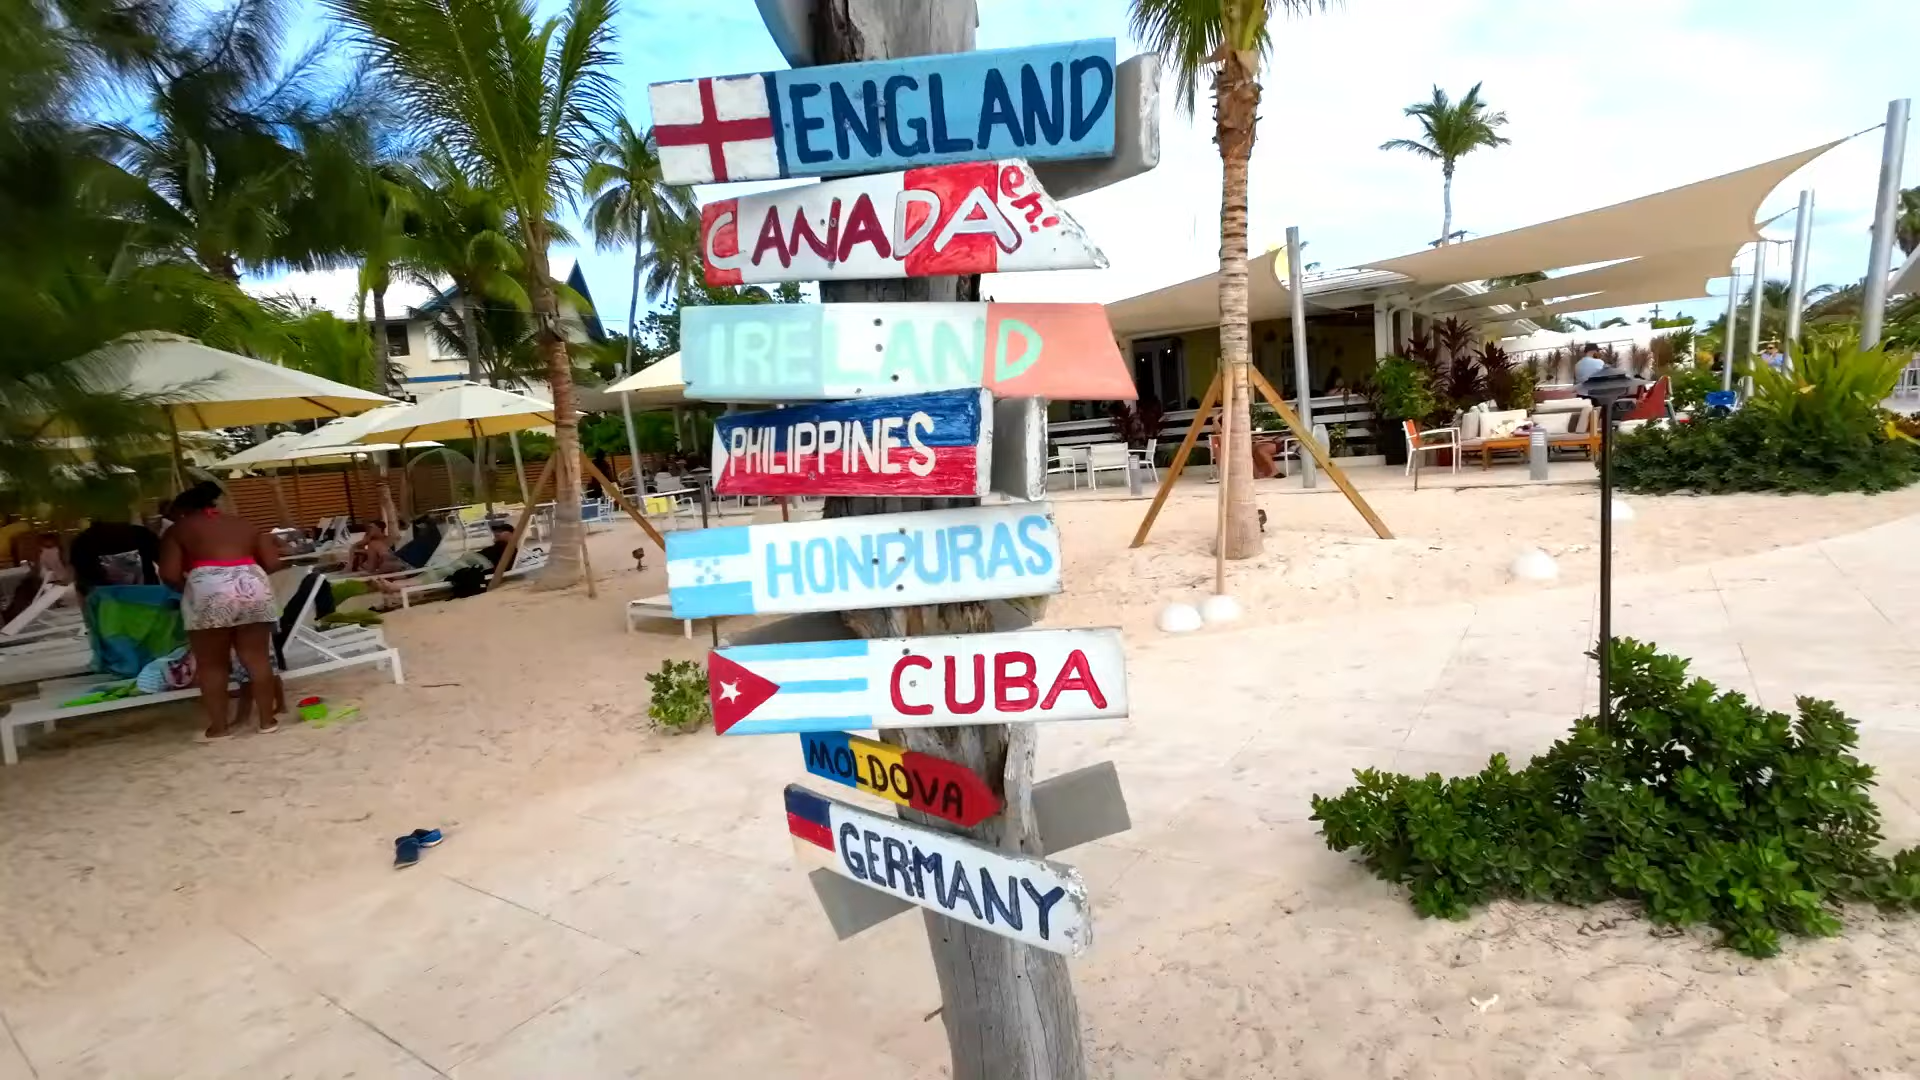 ENGLAND
CANADA eh!
IRELAND
PHILIPPINES
HONDURAS
CUBA
MOLDOVA
GERMANY